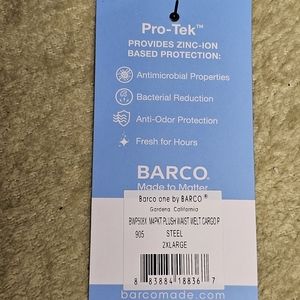 Pro-Tek™
PROVIDES ZINC-ION
BASED PROTECTION:
Antimicrobial Properties
Bacterial Reduction
Anti-Odor Protection
Fresh for Hours
BARCO.
Made to Matter
Barco one by BARCO ®
Gardena California
BWP508X M4PKT PLUSH WAIST WELT CARGO P
905 STEEL
2XLARGE
8 83884 18836 7
barcomade.com